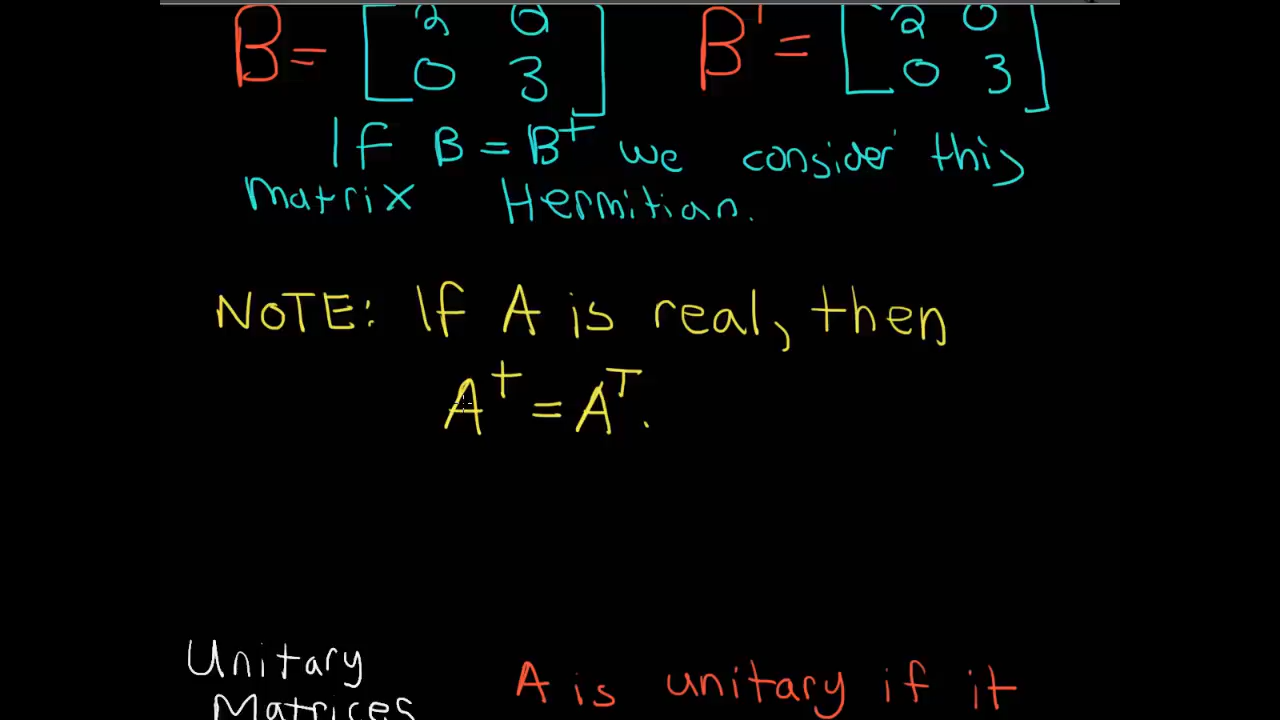 B = [2 0 B' = [2 0
0 3] 0 3]
If B = B† we consider this
matrix Hermitian.
NOTE: If A is real, then
A† = Aᵀ.
Unitary A is unitary if it
Matrices